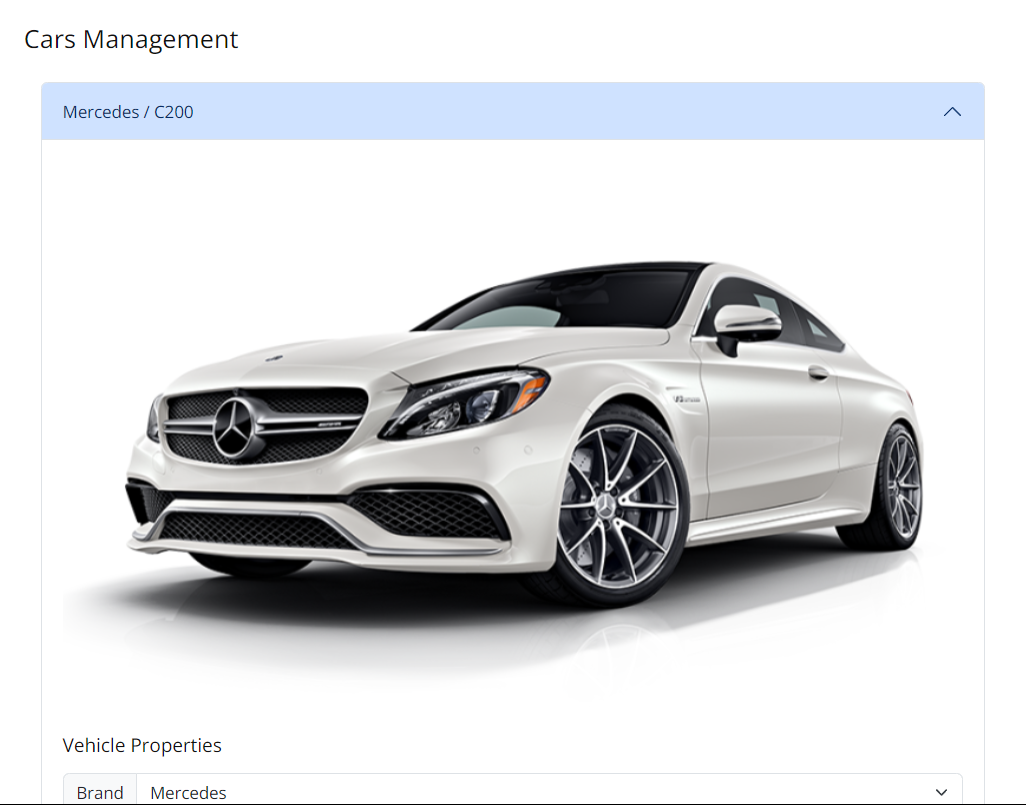 Cars Management
Mercedes / C200
Vehicle Properties
Brand Mercedes